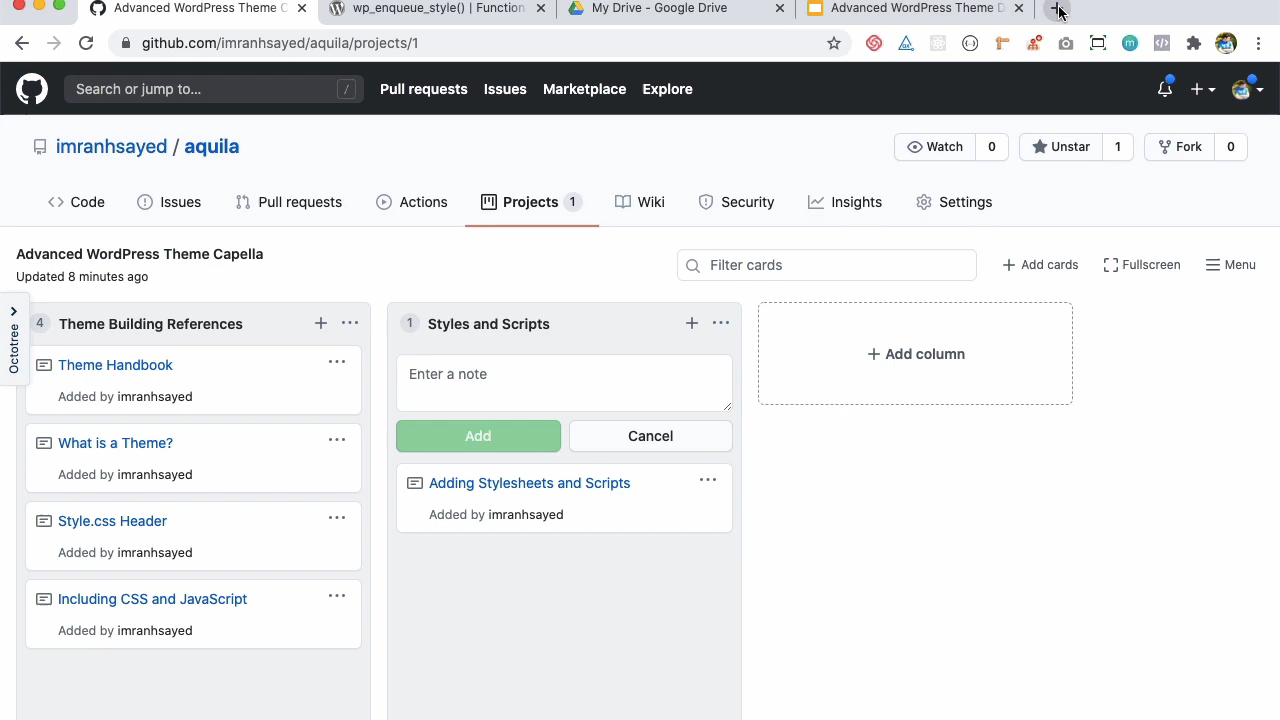 Advanced WordPress Theme C
wp_enqueue_style() | Function
My Drive - Google Drive
Advanced WordPress Theme D
github.com/imranhsayed/aquila/projects/1
Search or jump to...
/
Pull requests
Issues
Marketplace
Explore
imranhsayed / aquila
Watch 0
Unstar 1
Fork 0
Code
Issues
Pull requests
Actions
Projects 1
Wiki
Security
Insights
Settings
Advanced WordPress Theme Capella
Updated 8 minutes ago
Filter cards
Add cards
Fullscreen
Menu
Octotree
4 Theme Building References
Theme Handbook
Added by imranhsayed
What is a Theme?
Added by imranhsayed
Style.css Header
Added by imranhsayed
Including CSS and JavaScript
Added by imranhsayed
1 Styles and Scripts
Enter a note
Add
Cancel
Adding Stylesheets and Scripts
Added by imranhsayed
Add column